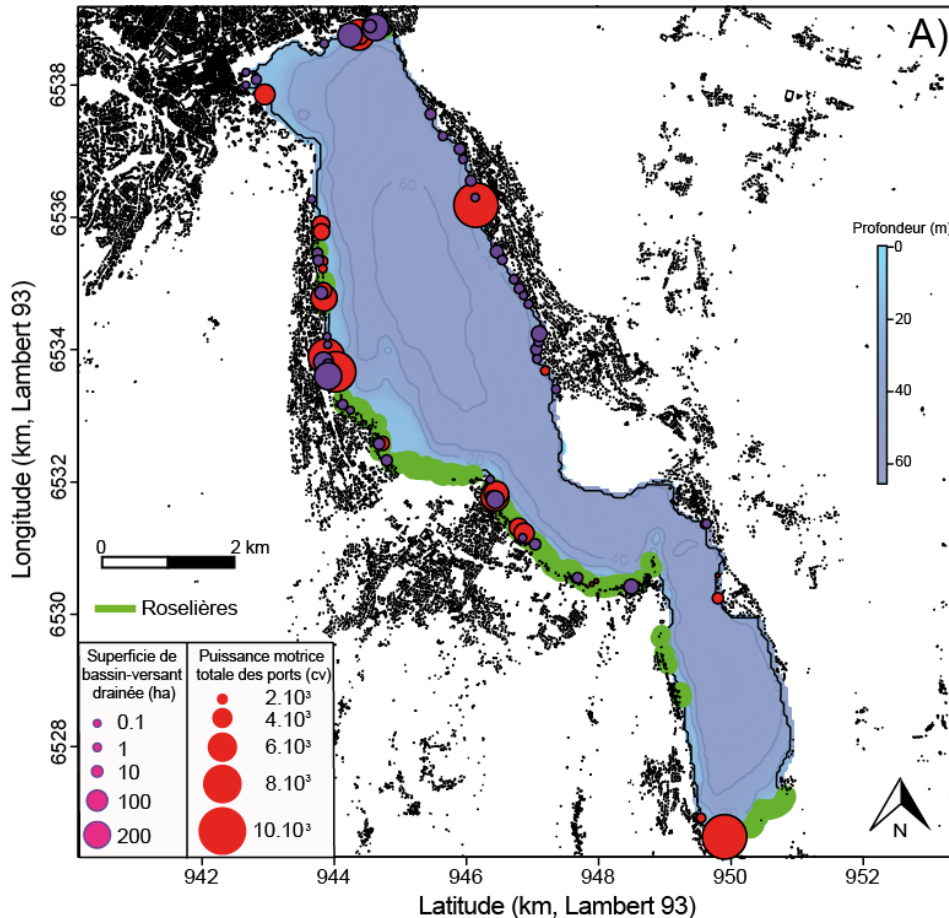 A)
6538
6536
6534
6532
6530
6528
Longitude (km, Lambert 93)
942
944
946
948
950
952
Latitude (km, Lambert 93)
Profondeur (m)
0
20
40
60
60
20
40
0
2 km
Roselières
Superficie de
bassin-versant
drainée (ha)
0.1
1
10
100
200
Puissance motrice
totale des ports (cv)
2.10³
4.10³
6.10³
8.10³
10.10³
N